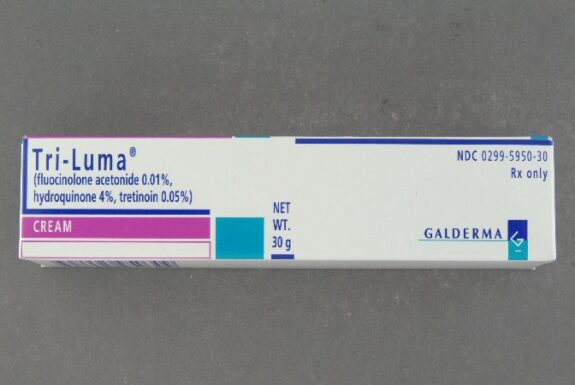 Tri-Luma®
(fluocinolone acetonide 0.01%,
hydroquinone 4%, tretinoin 0.05%)
CREAM
NET
WT.
30 g
NDC 0299-5950-30
Rx only
GALDERMA